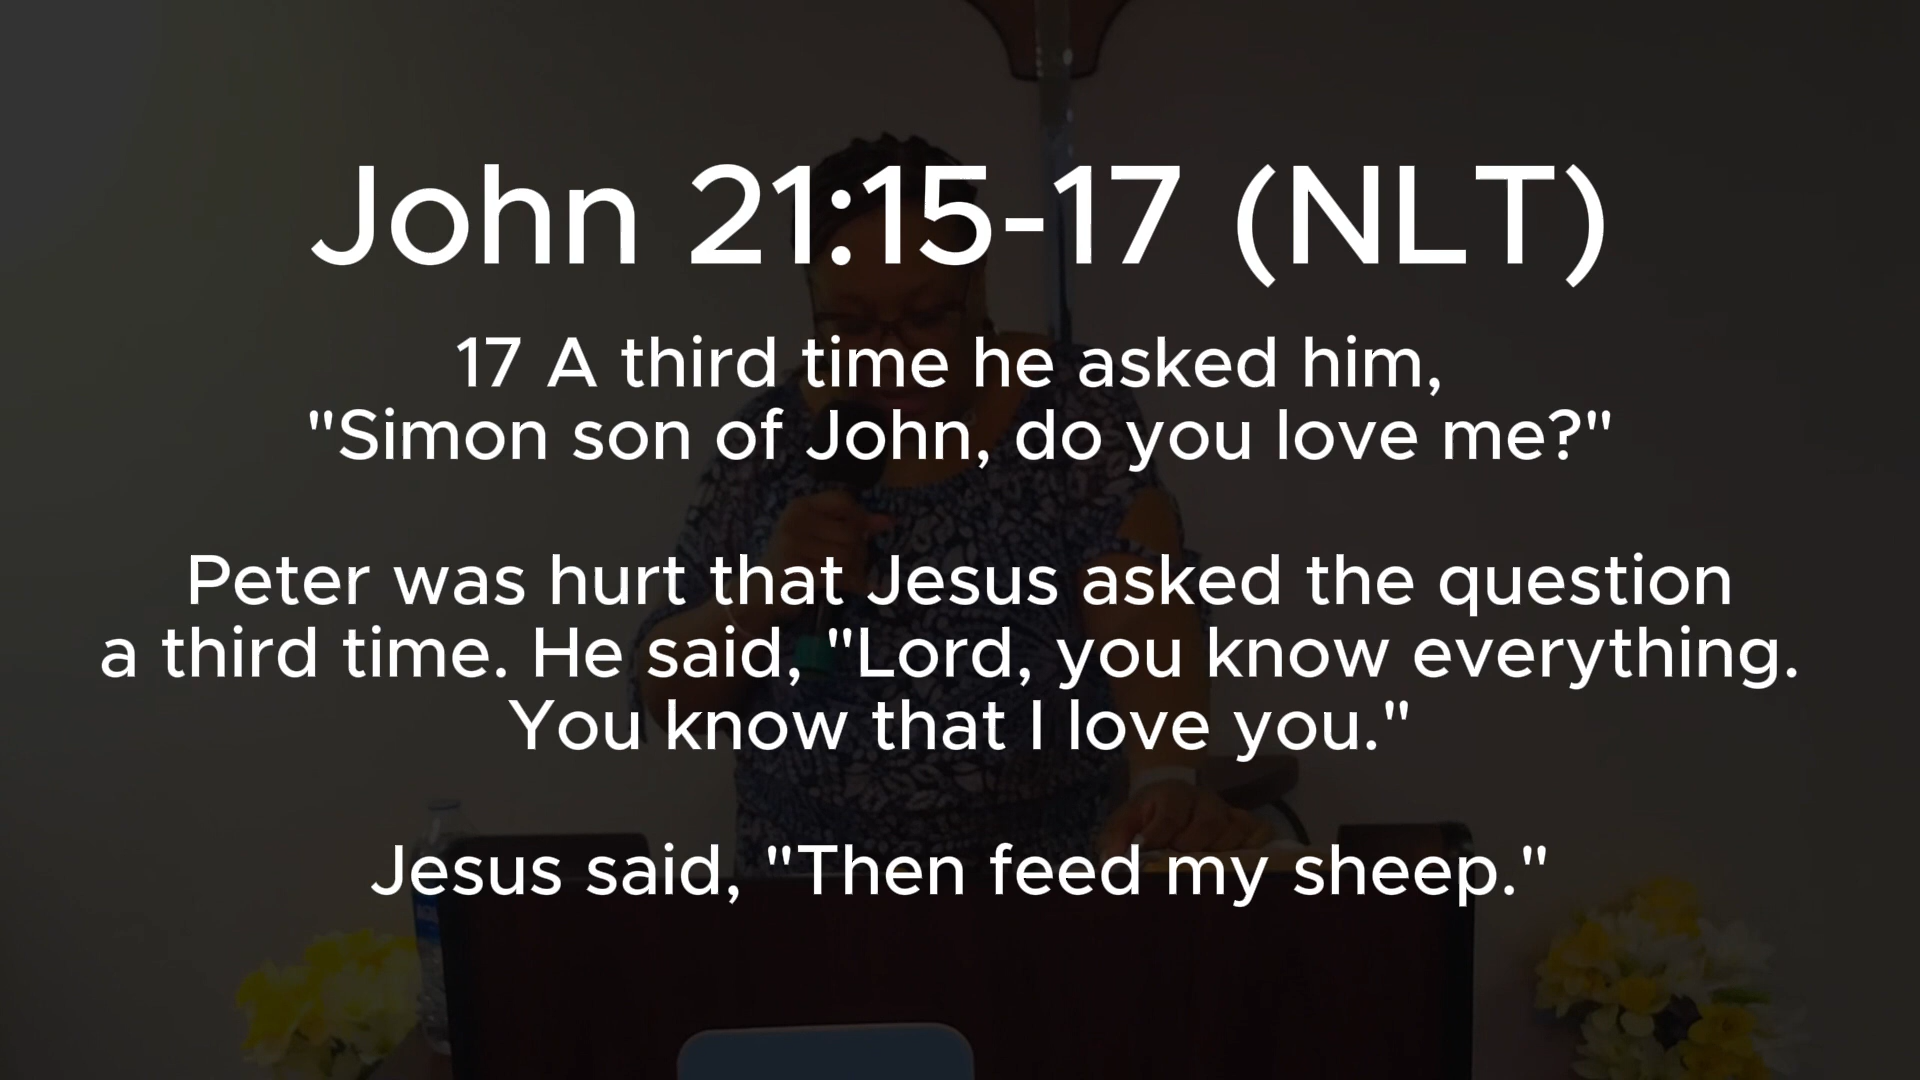 John 21:15-17 (NLT)
17 A third time he asked him,
"Simon son of John, do you love me?"
Peter was hurt that Jesus asked the question
a third time. He said, "Lord, you know everything.
You know that I love you."
Jesus said, "Then feed my sheep."